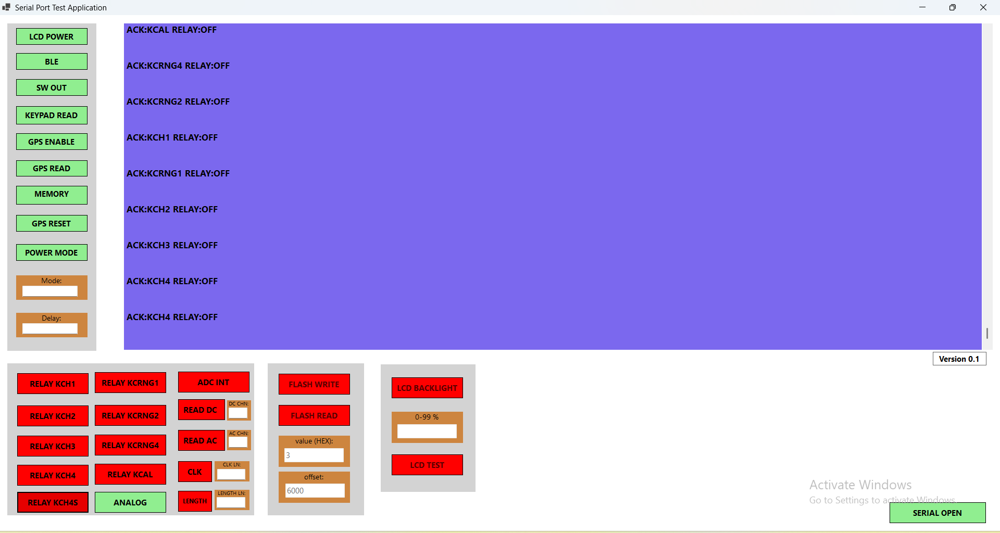 Serial Port Test Application
LCD POWER
BLE
SW OUT
KEYPAD READ
GPS ENABLE
GPS READ
MEMORY
GPS RESET
POWER MODE
Mode:
Delay:
ACK:KCAL RELAY:OFF
ACK:KCRNG4 RELAY:OFF
ACK:KCRNG2 RELAY:OFF
ACK:KCH1 RELAY:OFF
ACK:KCRNG1 RELAY:OFF
ACK:KCH2 RELAY:OFF
ACK:KCH3 RELAY:OFF
ACK:KCH4 RELAY:OFF
ACK:KCH4 RELAY:OFF
Version 0.1
RELAY KCH1
RELAY KCH2
RELAY KCH3
RELAY KCH4
RELAY KCH4S
RELAY KCRNG1
RELAY KCRNG2
RELAY KCRNG4
RELAY KCAL
ANALOG
ADC INT
READ DC
DC CHN:
READ AC
AC CHN:
CLK
CLK LN:
LENGTH
LENGTH LN:
FLASH WRITE
FLASH READ
value (HEX):
3
offset:
6000
LCD BACKLIGHT
0-99 %
LCD TEST
Activate Windows
Go to Settings to activate Windows.
SERIAL OPEN